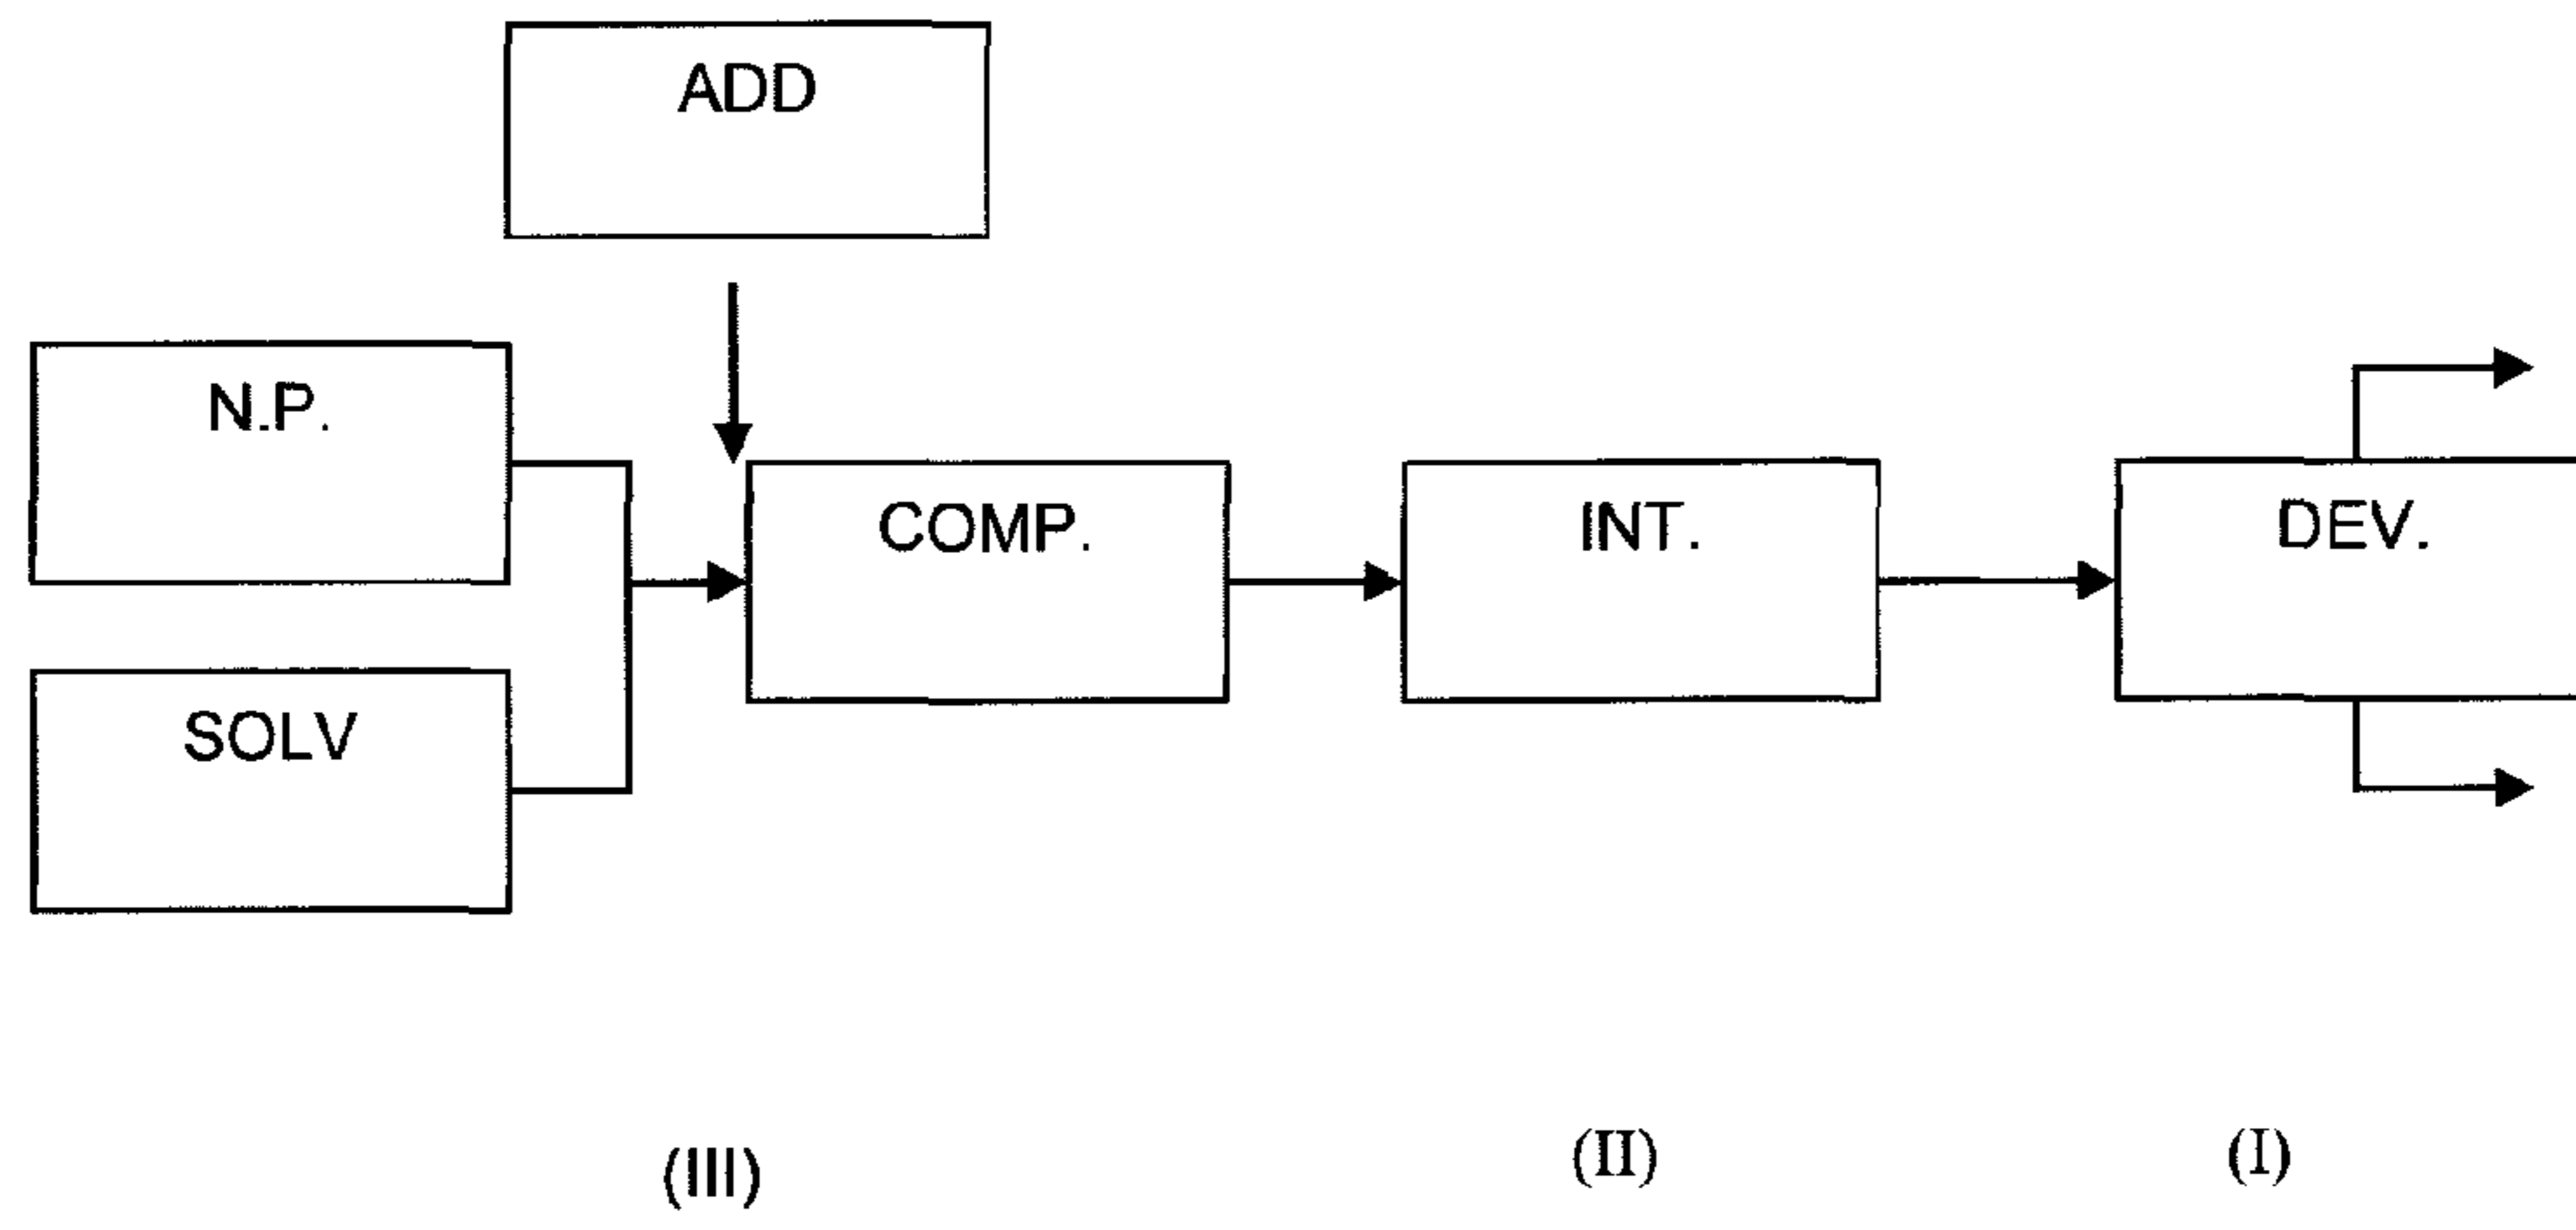 ADD
N.P.
COMP.
INT.
DEV.
SOLV
(III)
(II)
(I)